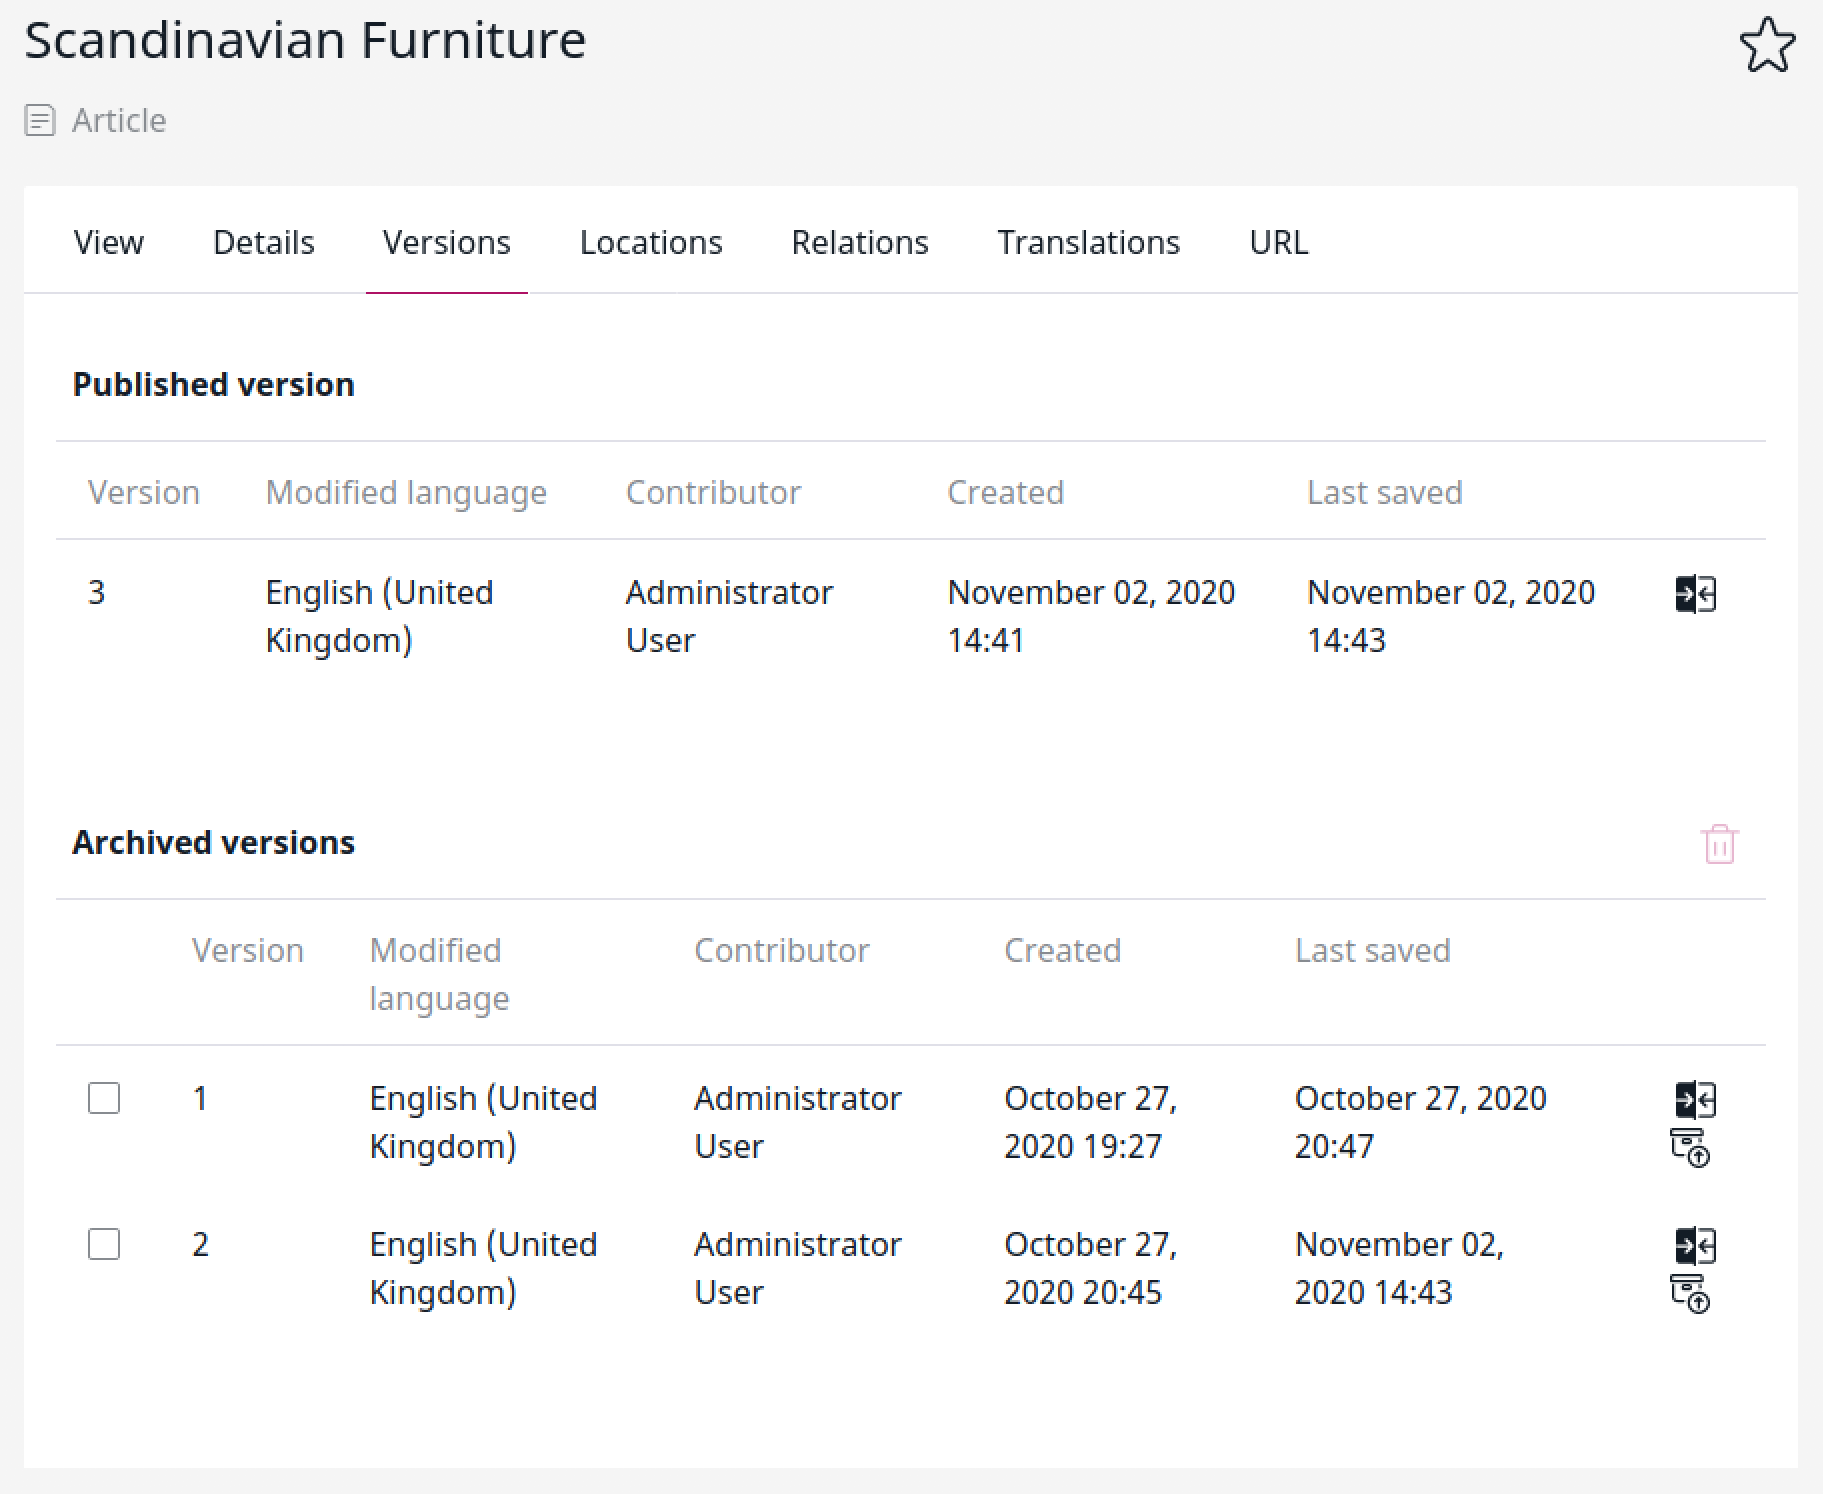 Scandinavian Furniture
Article
View Details Versions Locations Relations Translations URL
Published version
Version Modified language Contributor Created Last saved
3 English (United Administrator November 02, 2020 November 02, 2020
Kingdom) User 14:41 14:43
Archived versions
Version Modified Contributor Created Last saved
language
1 English (United Administrator October 27, October 27, 2020
Kingdom) User 2020 19:27 20:47
2 English (United Administrator October 27, November 02,
Kingdom) User 2020 20:45 2020 14:43